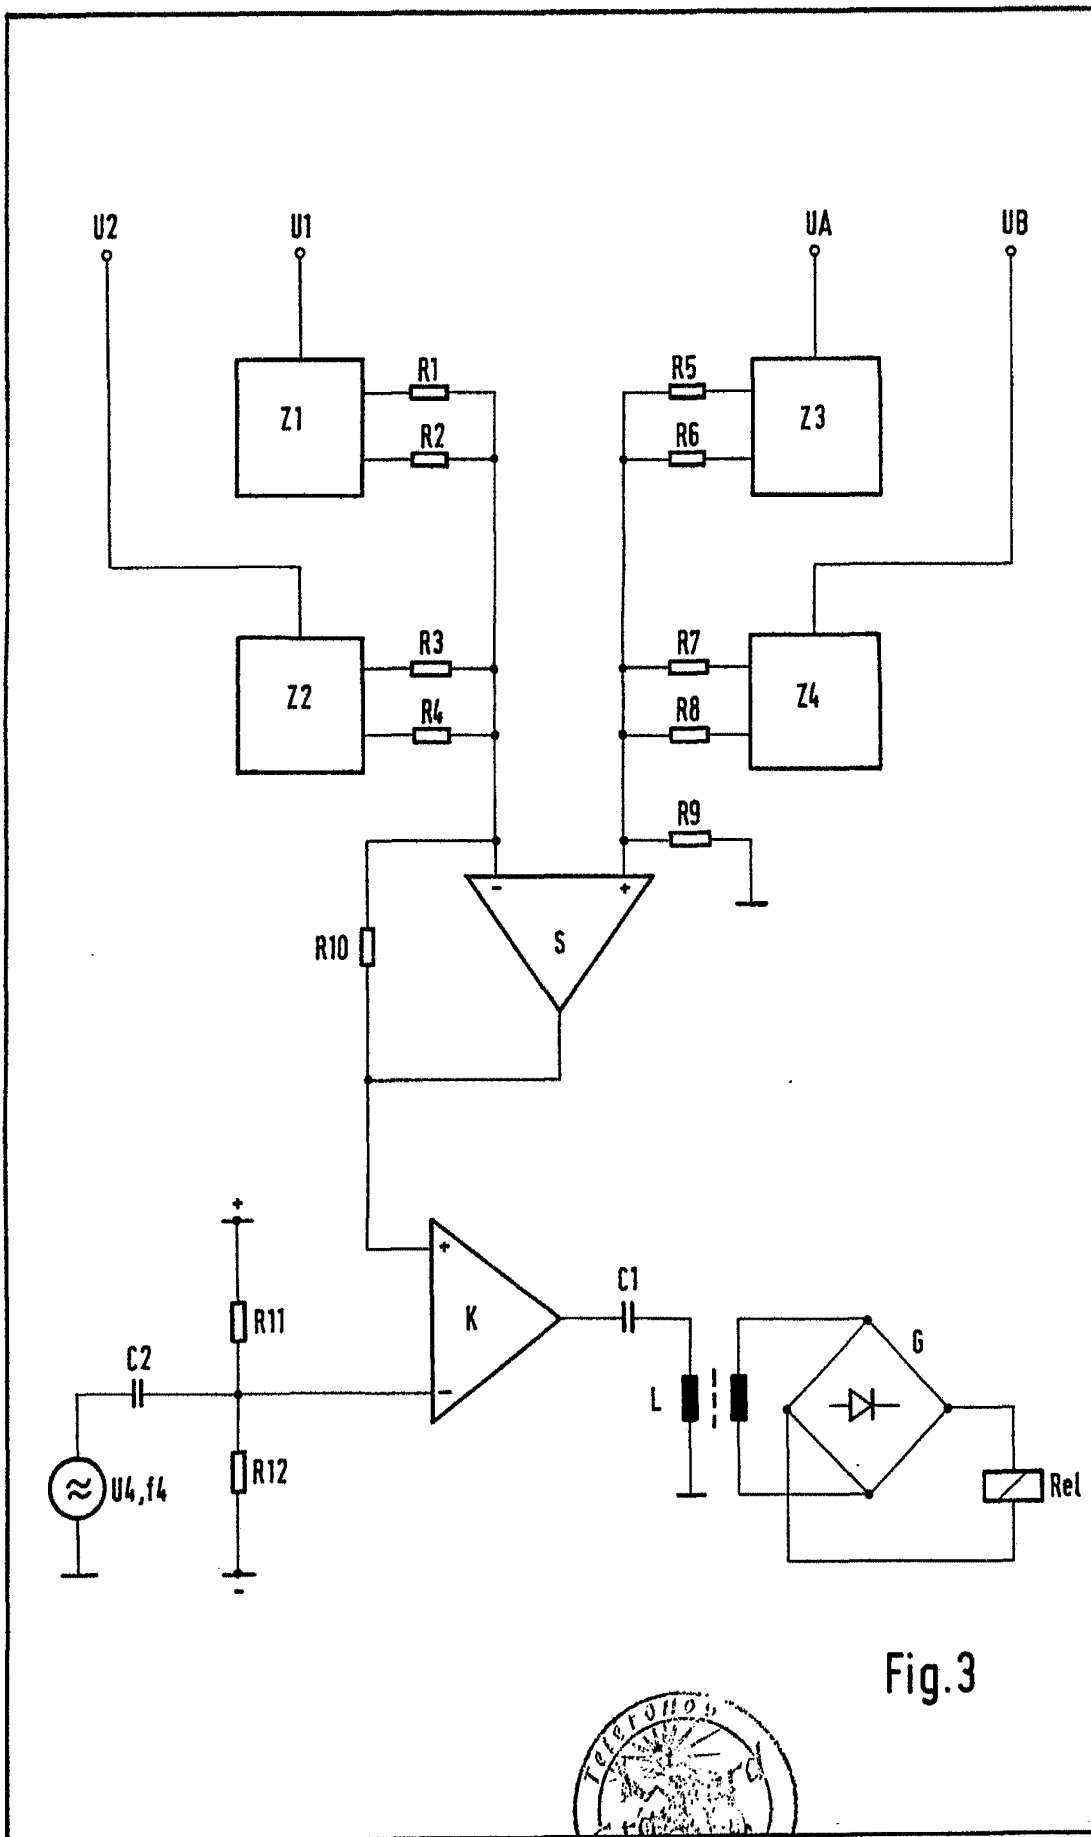 U2 U1 UA UB
R1 R5
Z1 Z3
R2 R6
R3 R7
Z2 Z4
R4 R8
R9
- +
S
R10
+
+
C1
K
R11
G
C2
-
L
R12
U4,f4
Rel
-
Fig.3